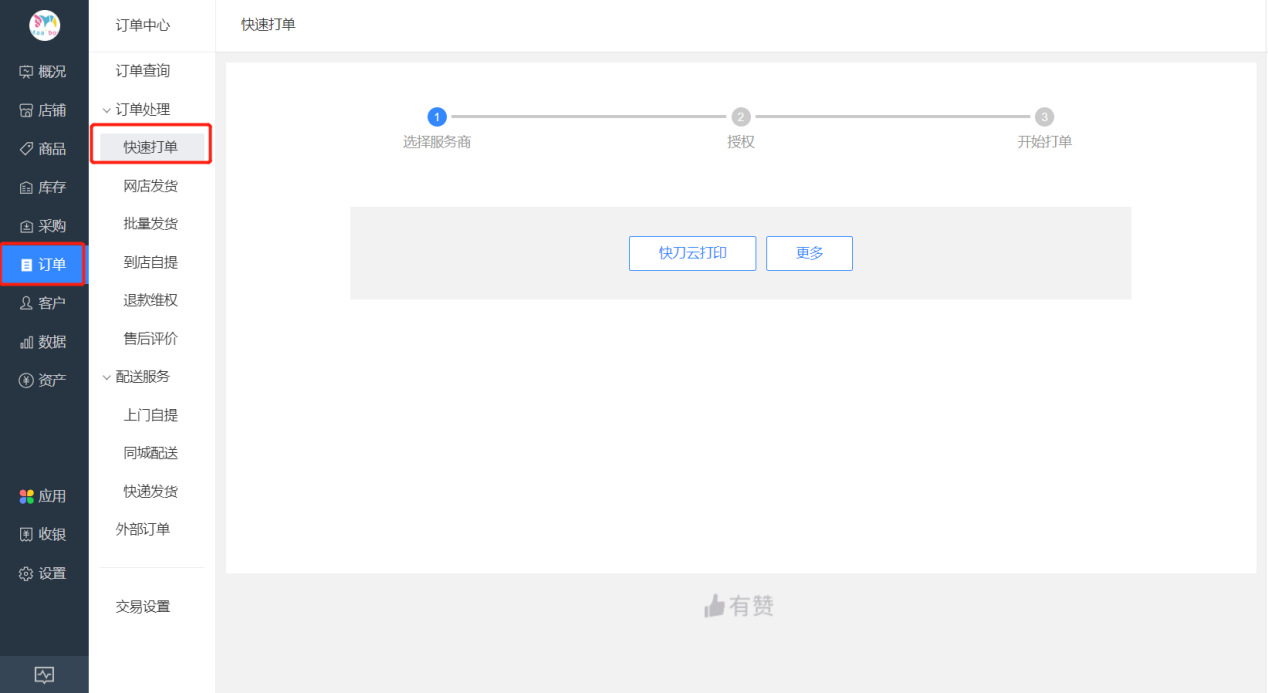 概况
店铺
商品
库存
采购
订单
客户
数据
资产
应用
收银
设置
订单中心
订单查询
订单处理
快速打单
网店发货
批量发货
到店自提
退款维权
售后评价
配送服务
上门自提
同城配送
快递发货
外部订单
交易设置
快速打单
1
2
3
选择服务商
授权
开始打单
快刀云打印
更多
有赞